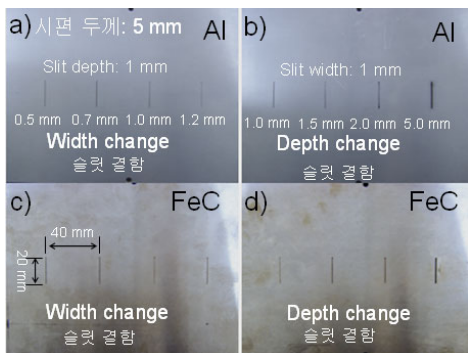 a) 시편 두께: 5 mm Al
Slit depth: 1 mm
0.5 mm 0.7 mm 1.0 mm 1.2 mm
Width change
슬릿 결함
b) Al
Slit width: 1 mm
1.0 mm 1.5 mm 2.0 mm 5.0 mm
Depth change
슬릿 결함
c) FeC
40 mm
20 mm
Width change
슬릿 결함
d) FeC
Depth change
슬릿 결함